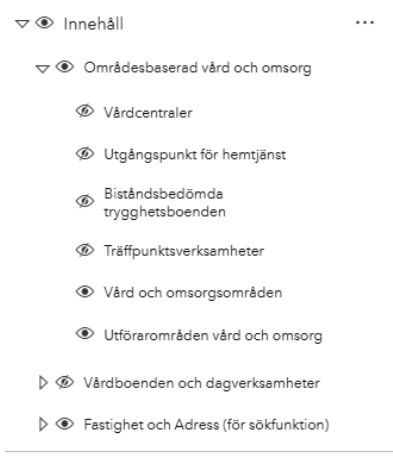 Innehåll
Områdesbaserad vård och omsorg
Vårdcentraler
Utgångspunkt för hemtjänst
Biståndsbedömda
trygghetsboenden
Träffpunktsverksamheter
Vård och omsorgsområden
Utförarområden vård och omsorg
Vårdboenden och dagverksamheter
Fastighet och Adress (för sökfunktion)